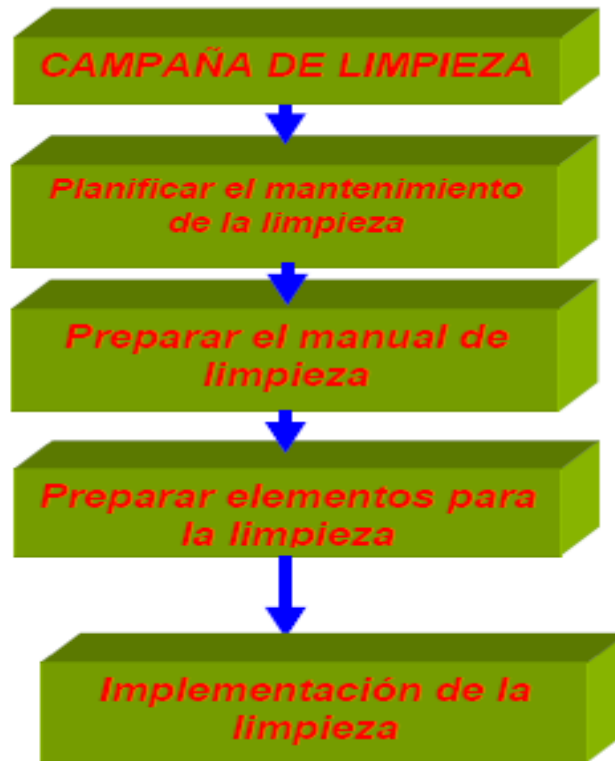 CAMPAÑA DE LIMPIEZA
Planificar el mantenimiento
de la limpieza
Preparar el manual de
limpieza
Preparar elementos para
la limpieza
Implementación de la
limpieza